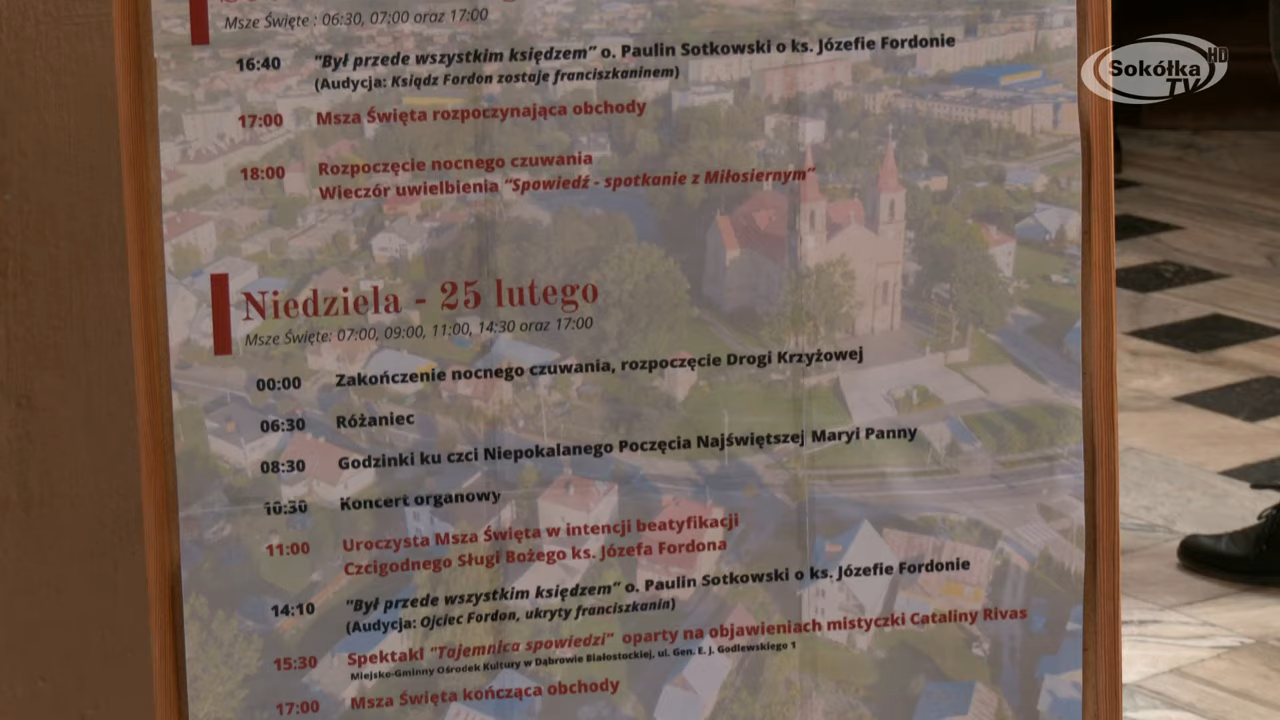 Msze Święte : 06:30, 07:00 oraz 17:00
16:40 "Był przede wszystkim księdzem" o. Paulin Sotkowski o ks. Józefie Fordonie
(Audycja: Ksiądz Fordon zostaje franciszkaninem)
17:00 Msza Święta rozpoczynająca obchody
18:00 Rozpoczęcie nocnego czuwania
Wieczór uwielbienia "Spowiedź - spotkanie z Miłosiernym"
Niedziela - 25 lutego
Msze Święte: 07:00, 09:00, 11:00, 14:30 oraz 17:00
00:00 Zakończenie nocnego czuwania, rozpoczęcie Drogi Krzyżowej
06:30 Różaniec
08:30 Godzinki ku czci Niepokalanego Poczęcia Najświętszej Maryi Panny
10:30 Koncert organowy
11:00 Uroczysta Msza Święta w intencji beatyfikacji
Czcigodnego Sługi Bożego ks. Józefa Fordona
14:10 "Był przede wszystkim księdzem" o. Paulin Sotkowski o ks. Józefie Fordonie
(Audycja: Ojciec Fordon, ukryty franciszkanin)
15:30 Spektakl "Tajemnica spowiedzi" oparty na objawieniach mistyczki Cataliny Rivas
Miejsko-Gminny Ośrodek Kultury w Dąbrowie Białostockiej, ul. Gen. E. J. Godlewskiego 1
17:00 Msza Święta kończąca obchody
Sokółka HD
TV